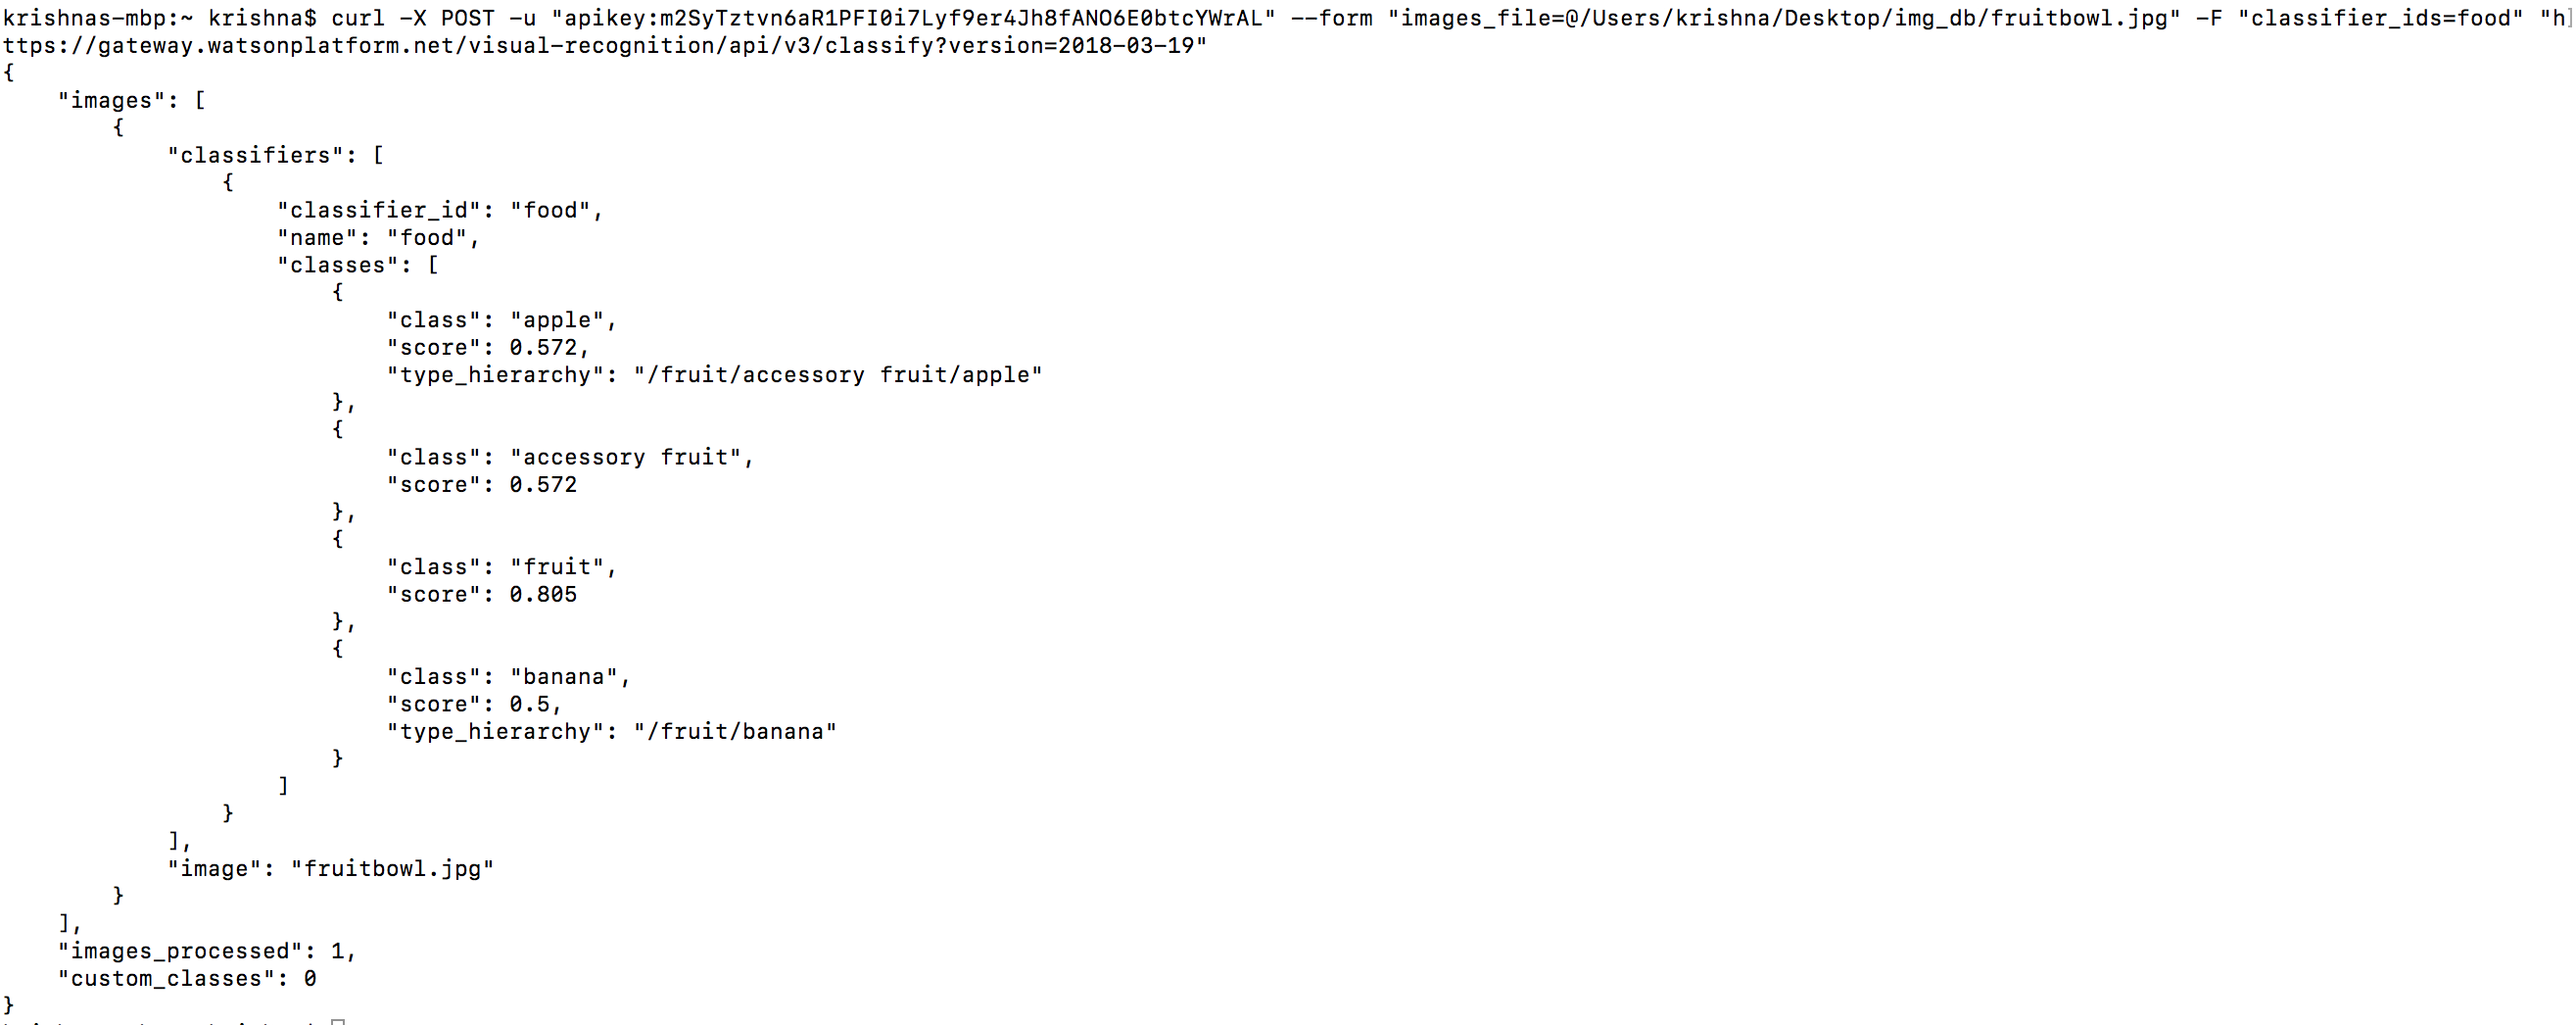 krishnas-mbp:~ krishna$ curl -X POST -u "apikey:m2SyTztvn6aR1PFI0i7Lyf9er4Jh8fANO6E0btcYWrAL" --form "images_file=@/Users/krishna/Desktop/img_db/fruitbowl.jpg" -F "classifier_ids=food" "h
ttps://gateway.watsonplatform.net/visual-recognition/api/v3/classify?version=2018-03-19"
{
    "images": [
        {
            "classifiers": [
                {
                    "classifier_id": "food",
                    "name": "food",
                    "classes": [
                        {
                            "class": "apple",
                            "score": 0.572,
                            "type_hierarchy": "/fruit/accessory fruit/apple"
                        },
                        {
                            "class": "accessory fruit",
                            "score": 0.572
                        },
                        {
                            "class": "fruit",
                            "score": 0.805
                        },
                        {
                            "class": "banana",
                            "score": 0.5,
                            "type_hierarchy": "/fruit/banana"
                        }
                    ]
                }
            ],
            "image": "fruitbowl.jpg"
        }
    ],
    "images_processed": 1,
    "custom_classes": 0
}